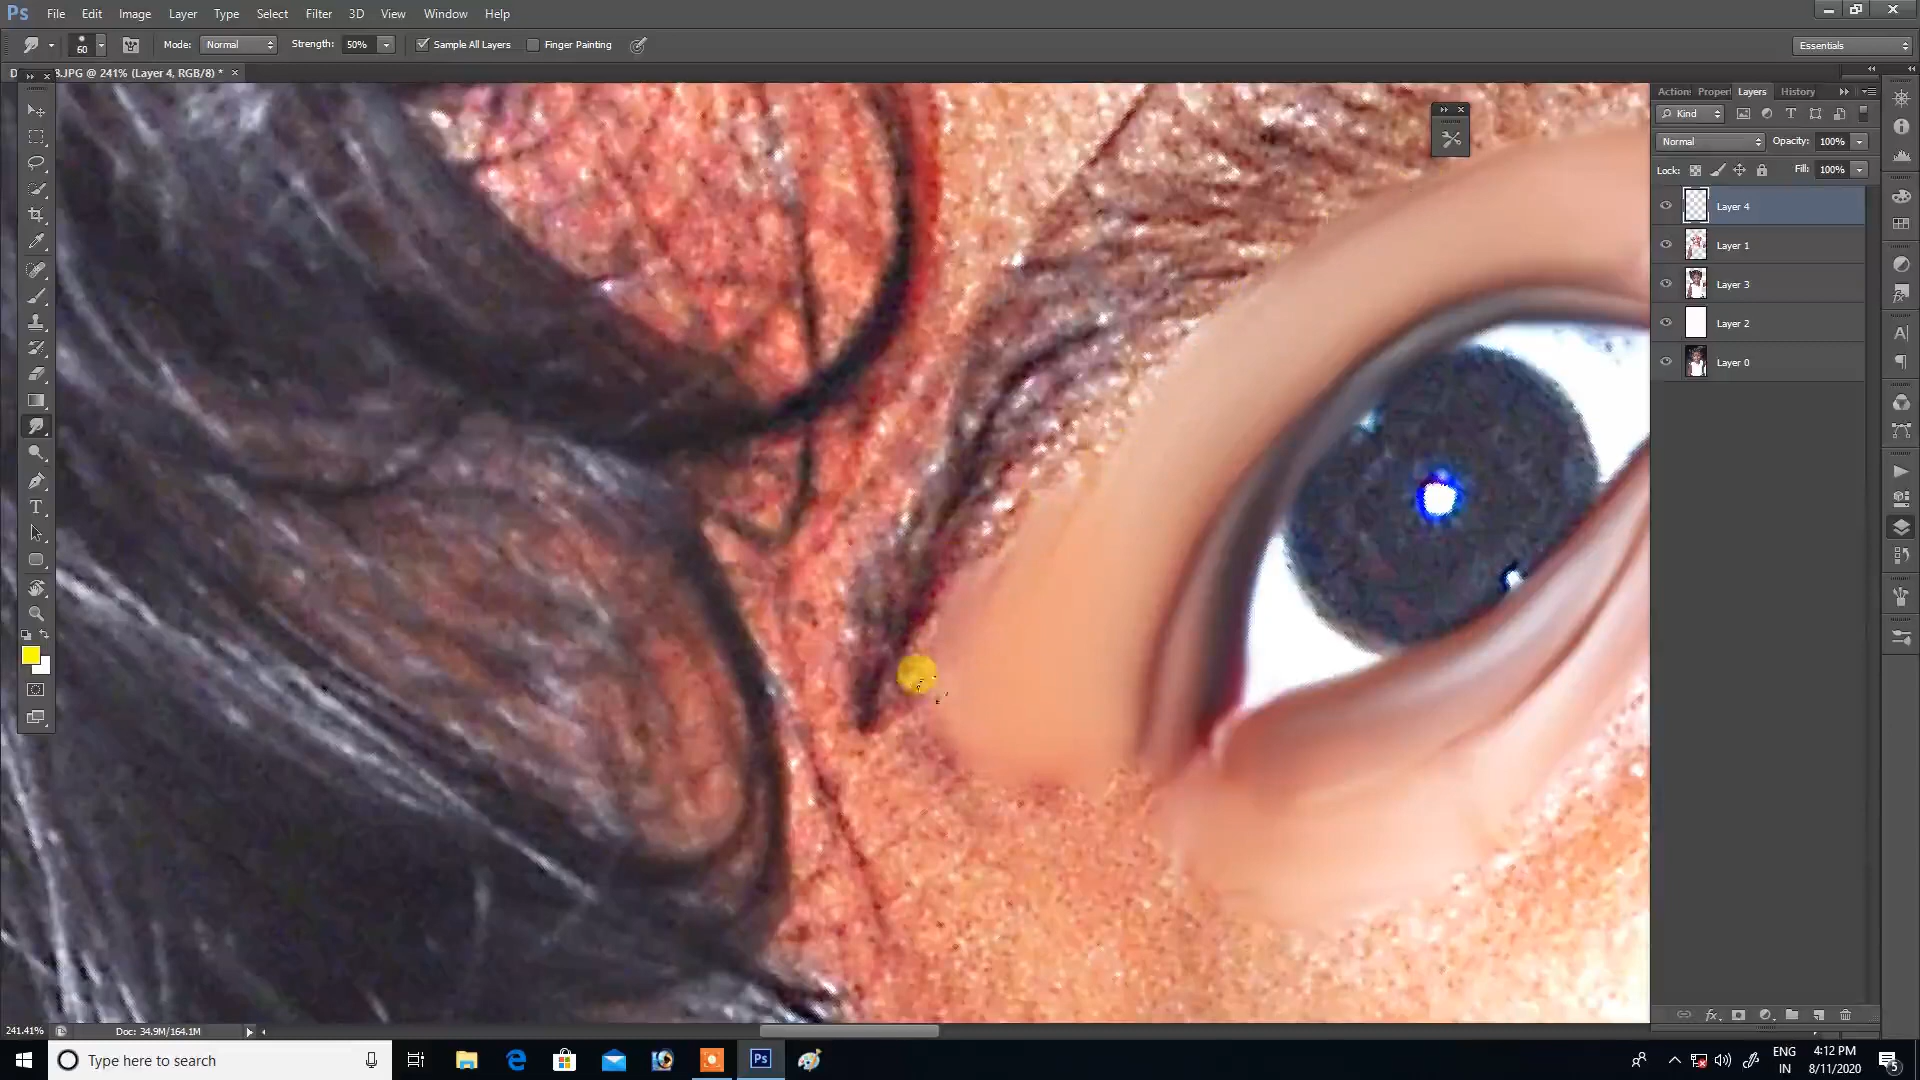 Ps File Edit Image Layer Type Select Filter 3D View Window Help
60 Mode: Normal Strength: 50% Sample All Layers Finger Painting Essentials
8.JPG @ 241% (Layer 4, RGB/8) *
Layers History
Kind
Normal Opacity: 100%
Lock: Fill: 100%
Layer 4
Layer 1
Layer 3
Layer 2
Layer 0
241.41% Doc: 34.9M/164.1M
Type here to search
Ps
ENG
IN
4:12 PM
8/11/2020
5